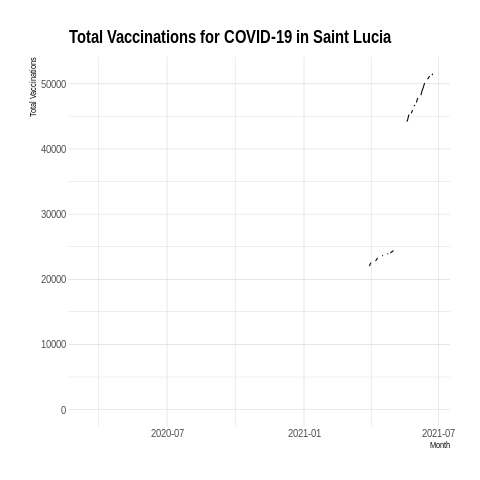 Total Vaccinations for COVID-19 in Saint Lucia
Total Vaccinations
50000
40000
30000
20000
10000
0
2020-07 2021-01 2021-07
Month